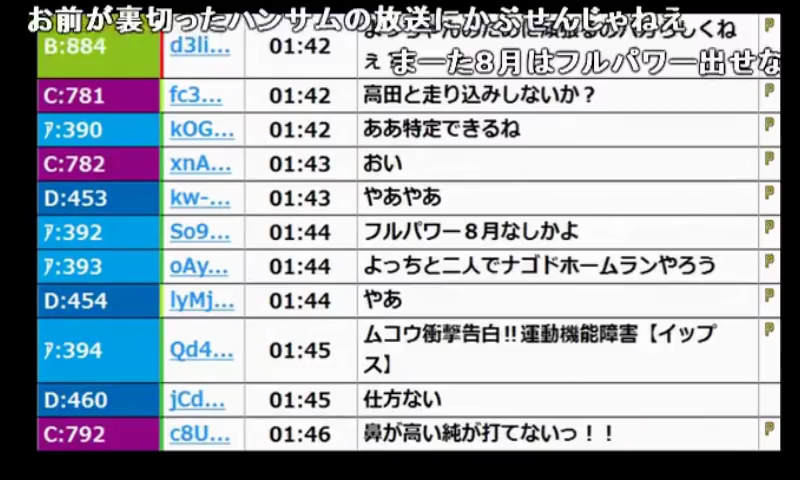 お前が裏切ったハンサムの放送にかぶせんじゃねえ
まーた8月はフルパワー出せな
B:884 d3li... 01:42
ぇ
C:781 fc3... 01:42 高田と走り込みしないか？ P
ｱ:390 kOG... 01:42 ああ特定できるね P
C:782 xnA... 01:43 おい P
D:453 kw-... 01:43 やあやあ P
ｱ:392 So9... 01:44 フルパワー８月なしかよ P
ｱ:393 oAy... 01:44 よっちと二人でナゴドホームランやろう P
D:454 lyMj... 01:44 やあ P
ｱ:394 Qd4... 01:45 ムコウ衝撃告白!!運動機能障害【イップ P
ス】
D:460 jCd... 01:45 仕方ない
C:792 c8U... 01:46 鼻が高い純が打てないっ！！ P